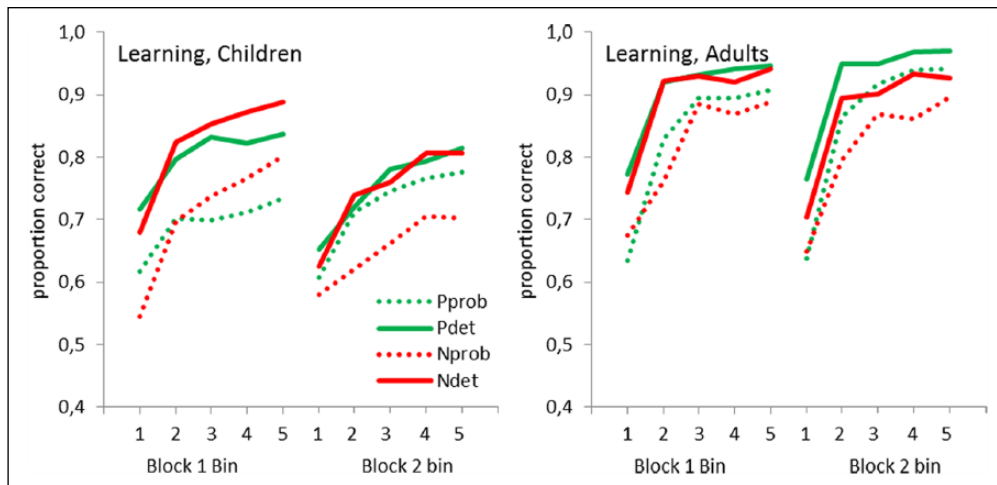 Learning, Children
proportion correct
1,0
0,9
0,8
0,7
0,6
0,5
0,4
1 2 3 4 5 1 2 3 4 5
Block 1 Bin Block 2 bin
Pprob
Pdet
Nprob
Ndet
Learning, Adults
proportion correct
1,0
0,9
0,8
0,7
0,6
0,5
0,4
1 2 3 4 5 1 2 3 4 5
Block 1 Bin Block 2 bin